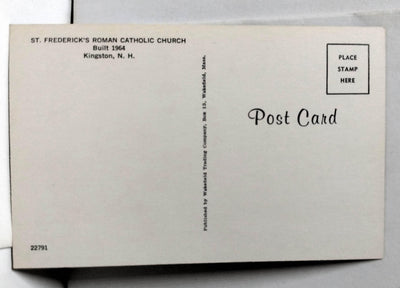 ST. FREDERICK'S ROMAN CATHOLIC CHURCH
Built 1964
Kingston, N. H.
22791
Published by Wakefield Trading Company, Box 15, Wakefield, Mass.
PLACE
STAMP
HERE
Post Card